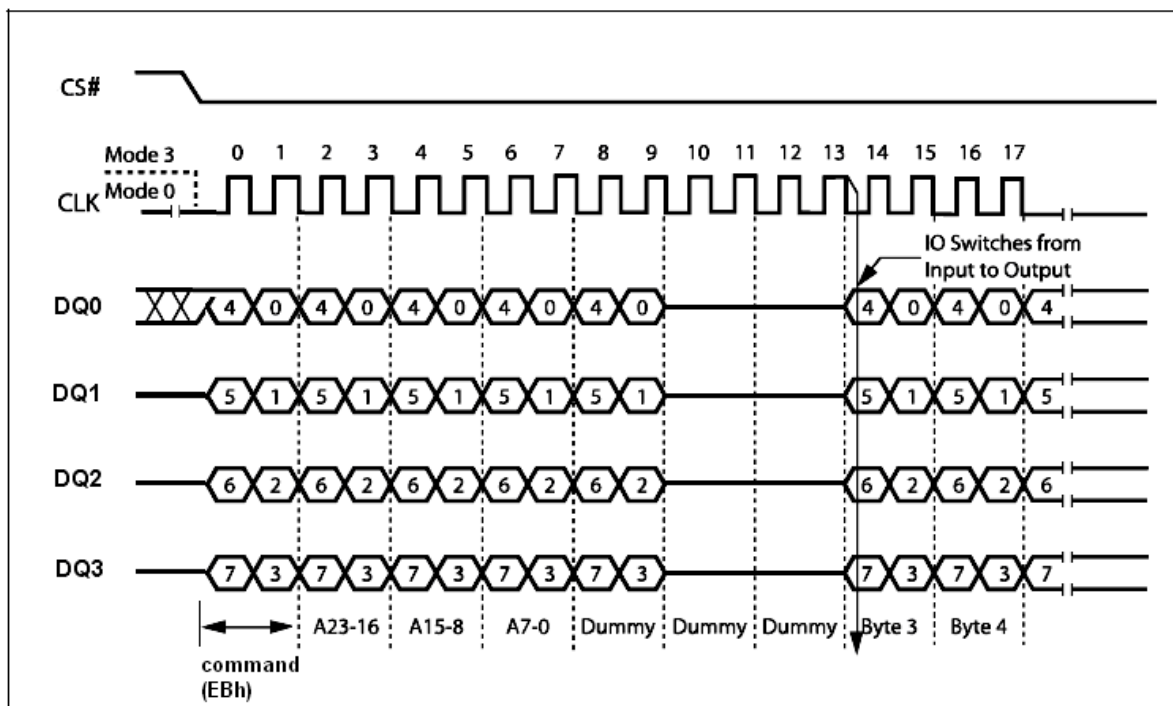 CS#
Mode 3
0 1 2 3 4 5 6 7 8 9 10 11 12 13 14 15 16 17
CLK
Mode 0
IO Switches from
Input to Output
DQ0
4 0 4 0 4 0 4 0 4 0 4 0 4 0 4
DQ1
5 1 5 1 5 1 5 1 5 1 5 1 5 1 5
DQ2
6 2 6 2 6 2 6 2 6 2 6 2 6 2 6
DQ3
7 3 7 3 7 3 7 3 7 3 7 3 7 3 7
A23-16 A15-8 A7-0 Dummy Dummy Dummy Byte 3 Byte 4
command
(EBh)